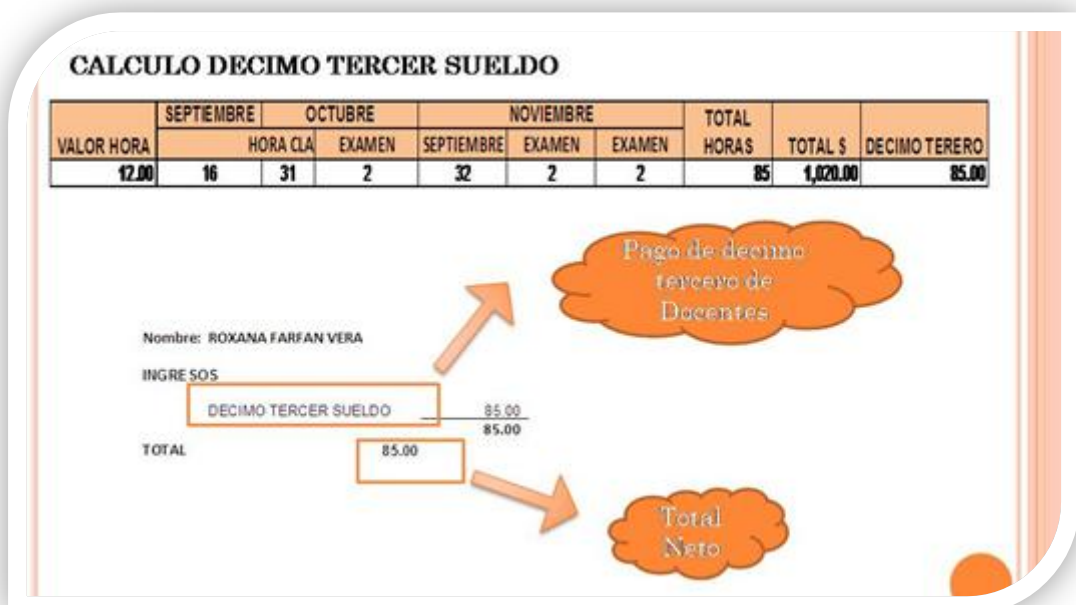 CALCULO DECIMO TERCER SUELDO
VALOR HORA SEPTIEMBRE OCTUBRE NOVIEMBRE TOTAL HORAS TOTAL $ DECIMO TERERO
HORA CLA EXAMEN SEPTIEMBRE EXAMEN EXAMEN
12.00 16 31 2 32 2 2 85 1,020.00 85.00
Pago de decimo
tercero de
Docentes
Nombre: ROXANA FARFAN VERA
INGRESOS
DECIMO TERCER SUELDO 85.00
85.00
TOTAL 85.00
Total
Neto